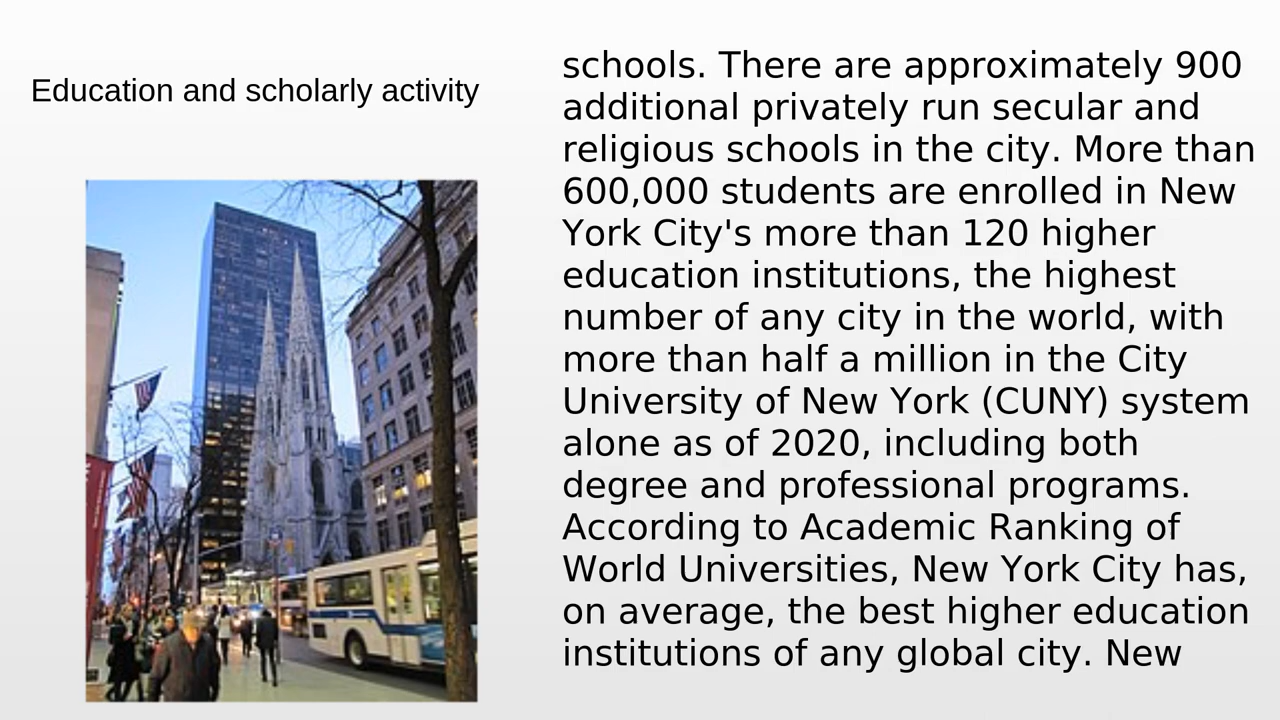 Education and scholarly activity
schools. There are approximately 900
additional privately run secular and
religious schools in the city. More than
600,000 students are enrolled in New
York City's more than 120 higher
education institutions, the highest
number of any city in the world, with
more than half a million in the City
University of New York (CUNY) system
alone as of 2020, including both
degree and professional programs.
According to Academic Ranking of
World Universities, New York City has,
on average, the best higher education
institutions of any global city. New